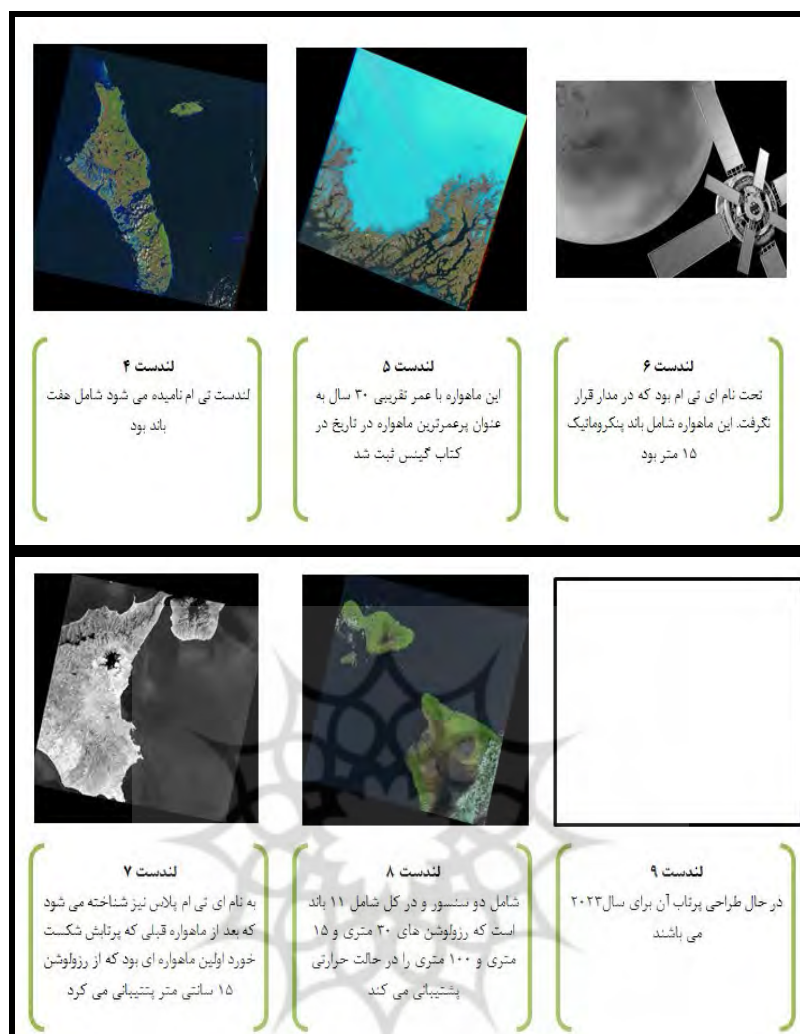 لندست ۴
لندست تی ام نامیده می شود شامل هفت
باند بود
لندست ۵
این ماهواره با عمر تقریبی ۳۰ سال به
عنوان پرعمرترین ماهواره در تاریخ در
کتاب گینس ثبت شد
لندست ۶
تحت نام ای تی ام بود که در مدار قرار
نگرفت. این ماهواره شامل باند پنکروماتیک
۱۵ متر بود
لندست ۷
به نام ای تی ام پلاس نیز شناخته می شود
که بعد از ماهواره قبلی که پرتابش شکست
خورد اولین ماهواره ای بود که از رزولوشن
۱۵ سانتی متر پتتیبانی می کرد
لندست ۸
شامل دو سنسور و در کل شامل ۱۱ باند
است که رزولوشن های ۳۰ متری و ۱۵
متری و ۱۰۰ متری را در حالت حرارتی
پشتیبانی می کند
لندست ۹
در حال طراحی پرتاب آن برای سال۲۰۲۳
می باشند